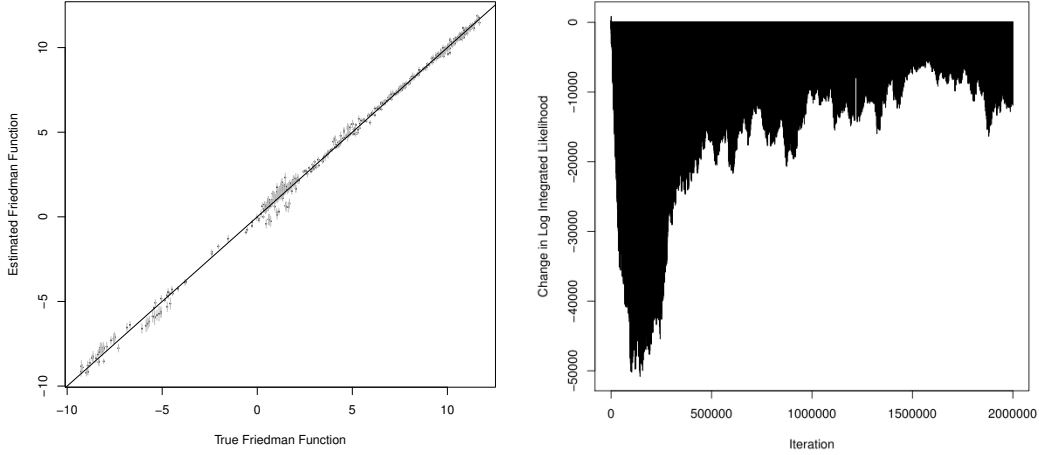 Estimated Friedman Function
10
5
0
−5
−10
−10 −5 0 5 10
True Friedman Function
Change in Log Integrated Likelihood
0
−10000
−20000
−30000
−40000
−50000
0 500000 1000000 1500000 2000000
Iteration